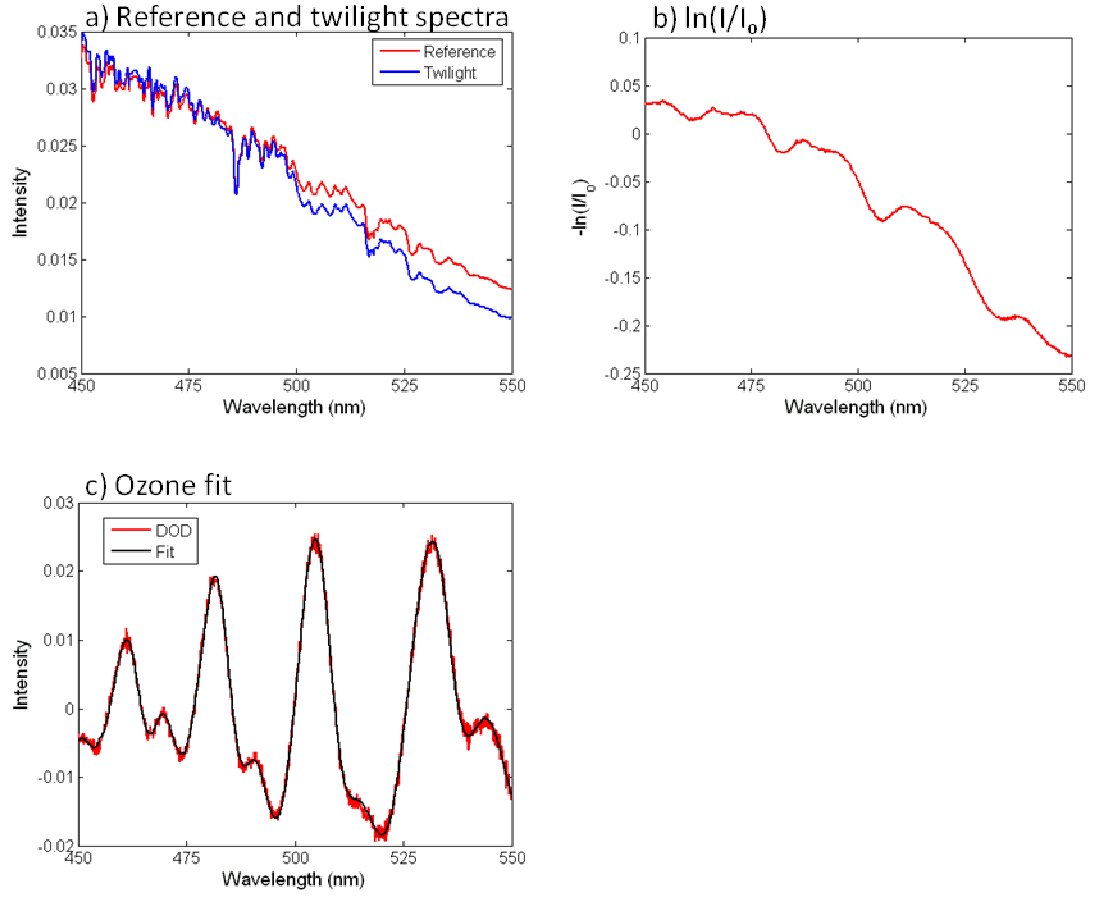 a) Reference and twilight spectra
0.035
0.03
0.025
0.02
0.015
0.01
0.005
Intensity
Reference
Twilight
450
475
500
525
550
Wavelength (nm)
b) ln(I/I₀)
0.1
0.05
0
-0.05
-0.1
-0.15
-0.2
-0.25
-ln(I/I₀)
450
475
500
525
550
Wavelength (nm)
c) Ozone fit
0.03
0.02
0.01
0
-0.01
-0.02
Intensity
DOD
Fit
450
475
500
525
550
Wavelength (nm)